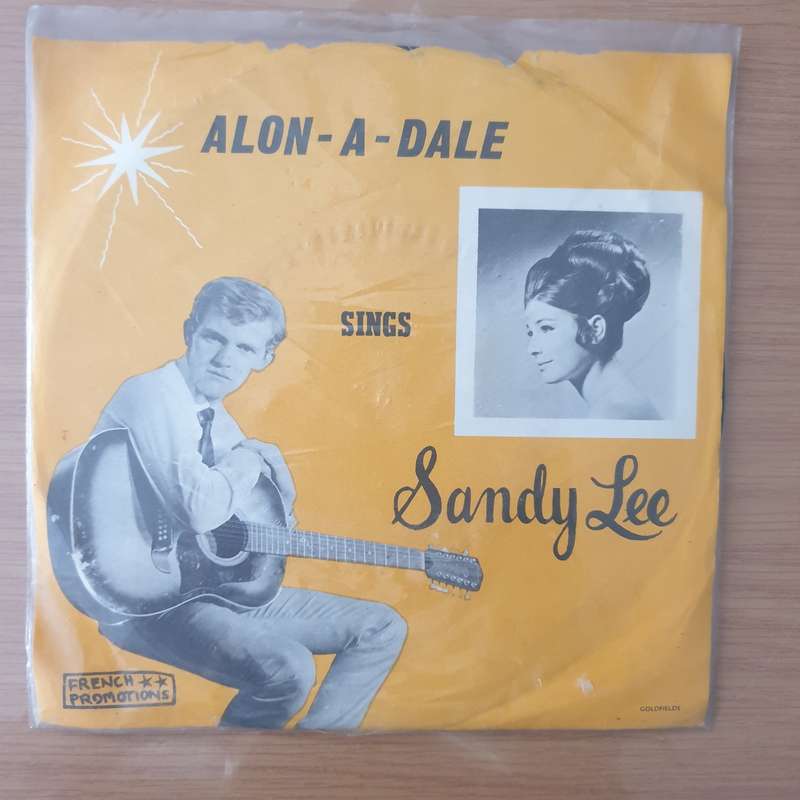 ALON-A-DALE
SINGS
Sandy Lee
FRENCH ★★
PROMOTIONS
GOLDFIELDS